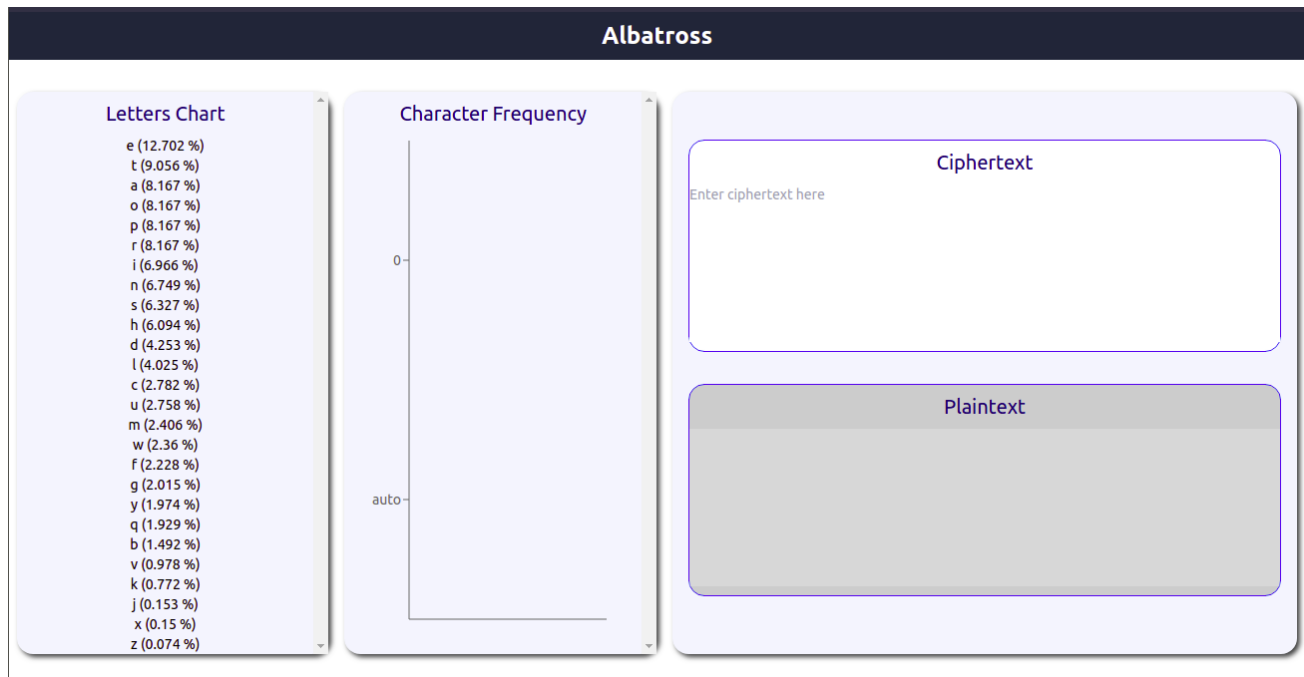 Albatross
Letters Chart
e (12.702 %)
t (9.056 %)
a (8.167 %)
o (8.167 %)
p (8.167 %)
r (8.167 %)
i (6.966 %)
n (6.749 %)
s (6.327 %)
h (6.094 %)
d (4.253 %)
l (4.025 %)
c (2.782 %)
u (2.758 %)
m (2.406 %)
w (2.36 %)
f (2.228 %)
g (2.015 %)
y (1.974 %)
q (1.929 %)
b (1.492 %)
v (0.978 %)
k (0.772 %)
j (0.153 %)
x (0.15 %)
z (0.074 %)
Character Frequency
0
auto
Ciphertext
Enter ciphertext here
Plaintext